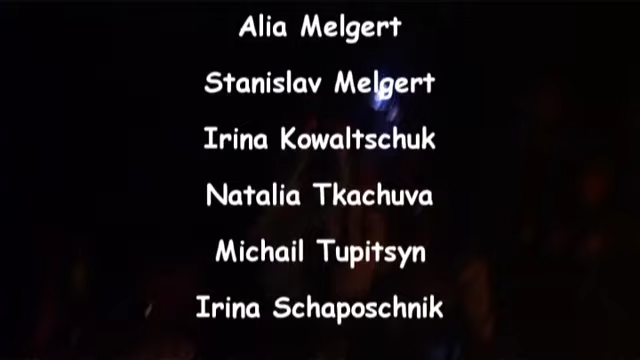 Alia Melgert
Stanislav Melgert
Irina Kowaltschuk
Natalia Tkachuva
Michail Tupitsyn
Irina Schaposchnik